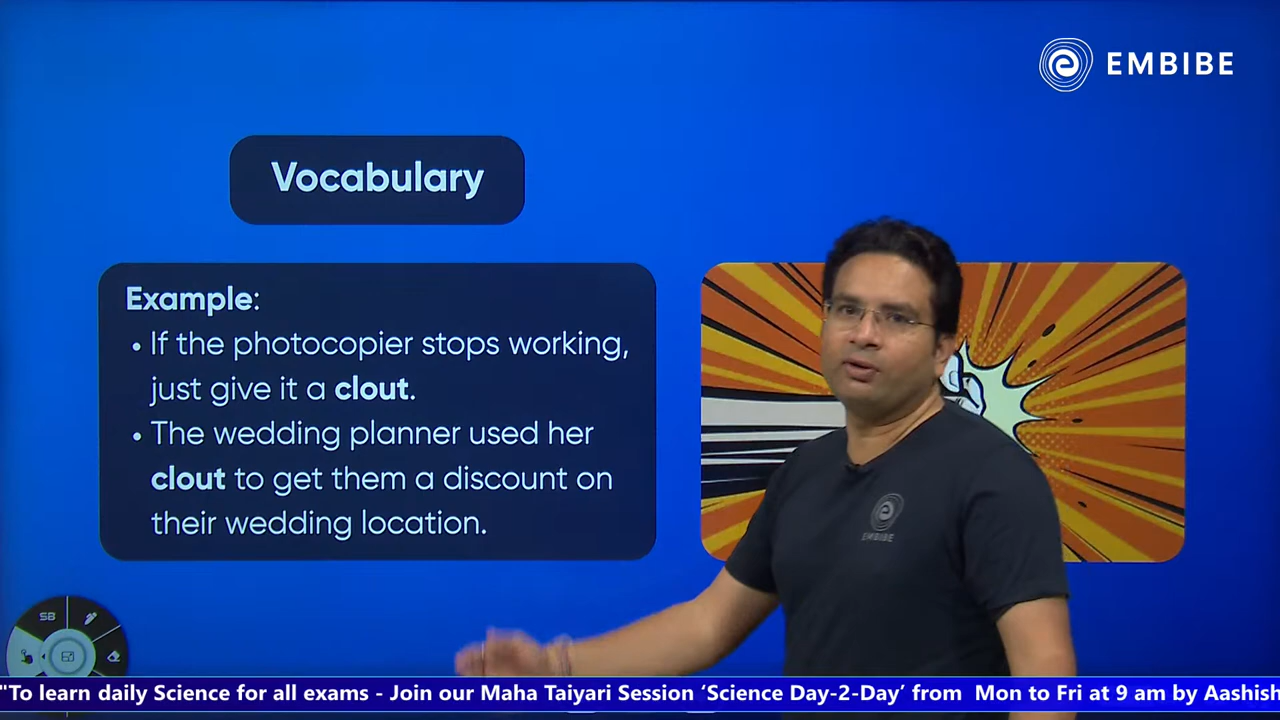 EMBIBE
Vocabulary
Example:
• If the photocopier stops working,
just give it a clout.
• The wedding planner used her
clout to get them a discount on
their wedding location.
EMBIBE
SB
"To learn daily Science for all exams - Join our Maha Taiyari Session ‘Science Day-2-Day’ from Mon to Fri at 9 am by Aashish